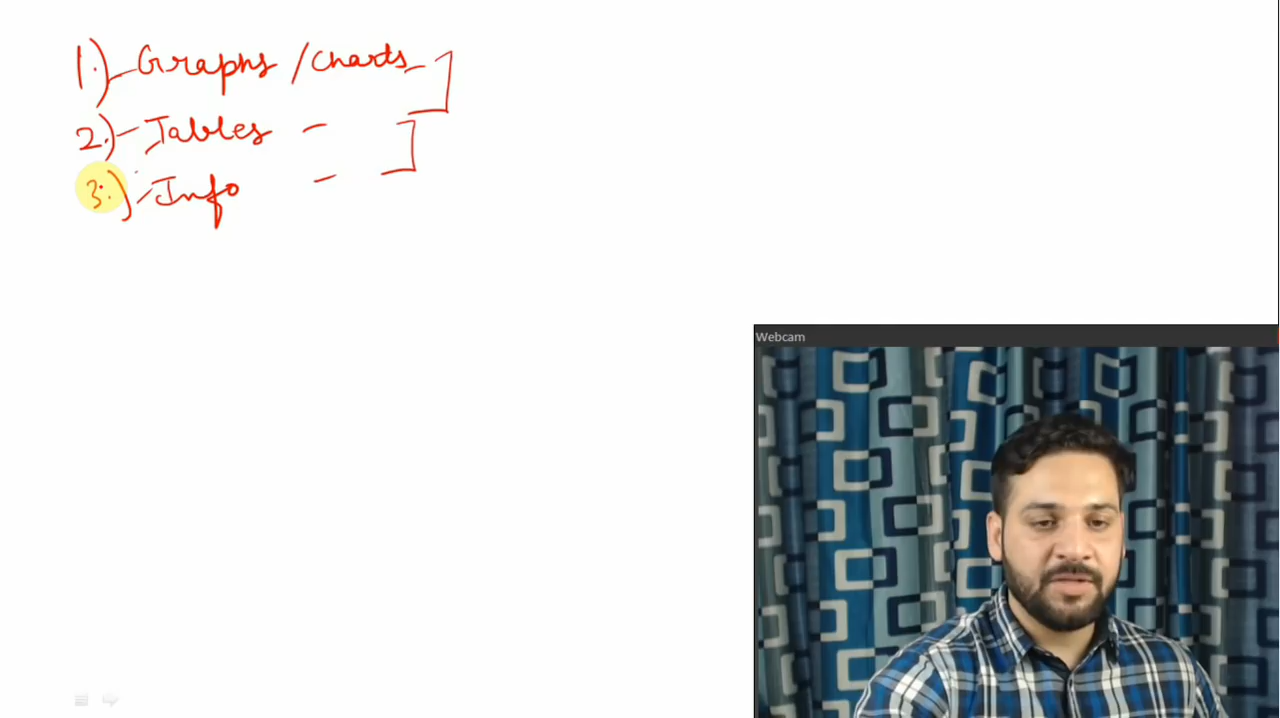 1.) - Graphs / Charts -
2.) - Tables -
3.) - Info -
Webcam